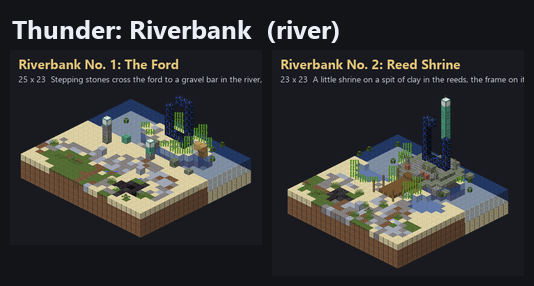 Thunder: Riverbank (river)
Riverbank No. 1: The Ford
25 x 23 Stepping stones cross the ford to a gravel bar in the river,
Riverbank No. 2: Reed Shrine
23 x 23 A little shrine on a spit of clay in the reeds, the frame on it